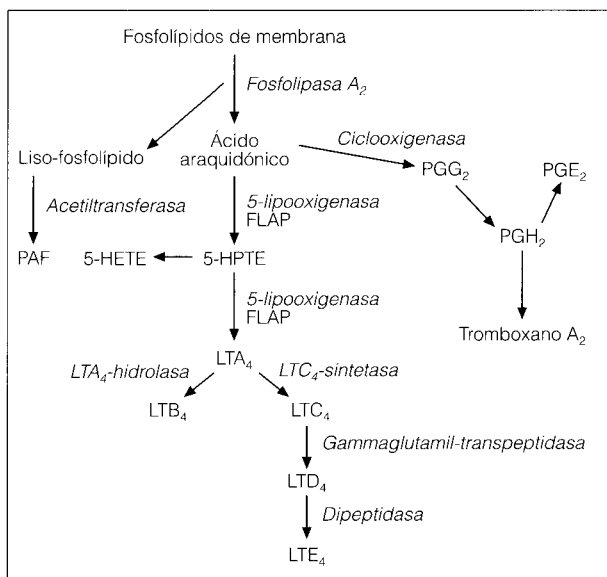 Fosfolípidos de membrana
Fosfolipasa A₂
Liso-fosfolípido
Ácido
araquidónico
Ciclooxigenasa
PGG₂
PGE₂
Acetiltransferasa
5-lipooxigenasa
FLAP
PGH₂
PAF
5-HETE
5-HPTE
5-lipooxigenasa
FLAP
Tromboxano A₂
LTA₄
LTA₄-hidrolasa
LTC₄-sintetasa
LTB₄
LTC₄
Gammaglutamil-transpeptidasa
LTD₄
Dipeptidasa
LTE₄